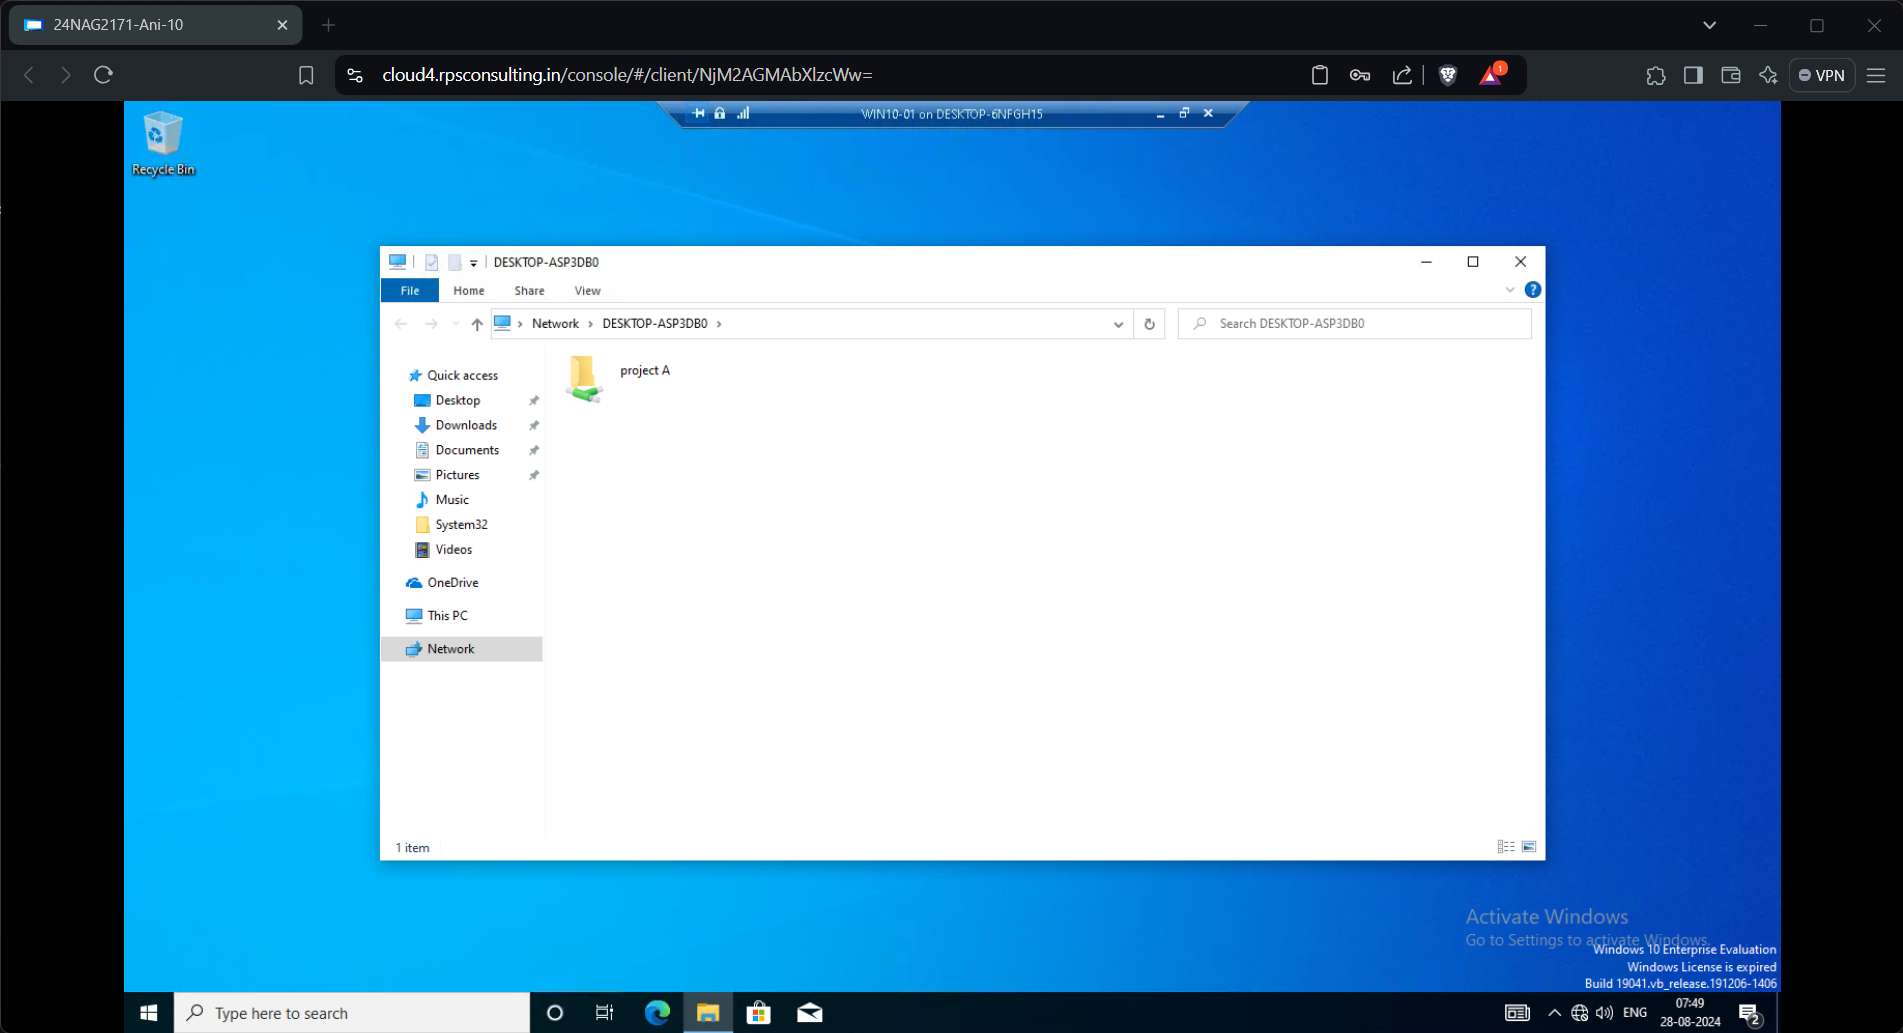 24NAG2171-Ani-10
cloud4.rpsconsulting.in/console/#/client/NjM2AGMAbXlzcWw=
1
VPN
WIN10-01 on DESKTOP-6NFGH15
Recycle Bin
DESKTOP-ASP3DB0
File Home Share View
?
Network DESKTOP-ASP3DB0
Search DESKTOP-ASP3DB0
project A
Quick access
Desktop
Downloads
Documents
Pictures
Music
System32
Videos
OneDrive
This PC
Network
1 item
Activate Windows
Go to Settings to activate Windows.
Windows 10 Enterprise Evaluation
Windows License is expired
Build 19041.vb_release.191206-1406
Type here to search
ENG
07:49
28-08-2024
2